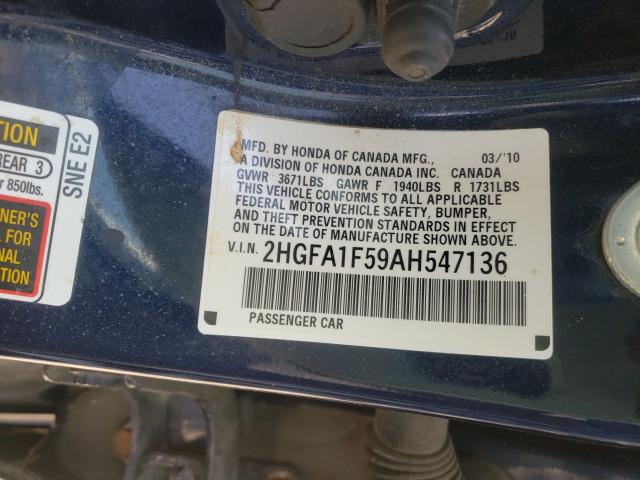 TION
REAR 3
r 850lbs.
SNE E2
NER'S
L FOR
NAL
TION
MFD. BY HONDA OF CANADA MFG., 03/'10
A DIVISION OF HONDA CANADA INC. CANADA
GVWR 3671LBS GAWR F 1940LBS R 1731LBS
THIS VEHICLE CONFORMS TO ALL APPLICABLE
FEDERAL MOTOR VEHICLE SAFETY, BUMPER,
AND THEFT PREVENTION STANDARDS IN EFFECT
ON THE DATE OF MANUFACTURE SHOWN ABOVE.
V.I.N. 2HGFA1F59AH547136
PASSENGER CAR